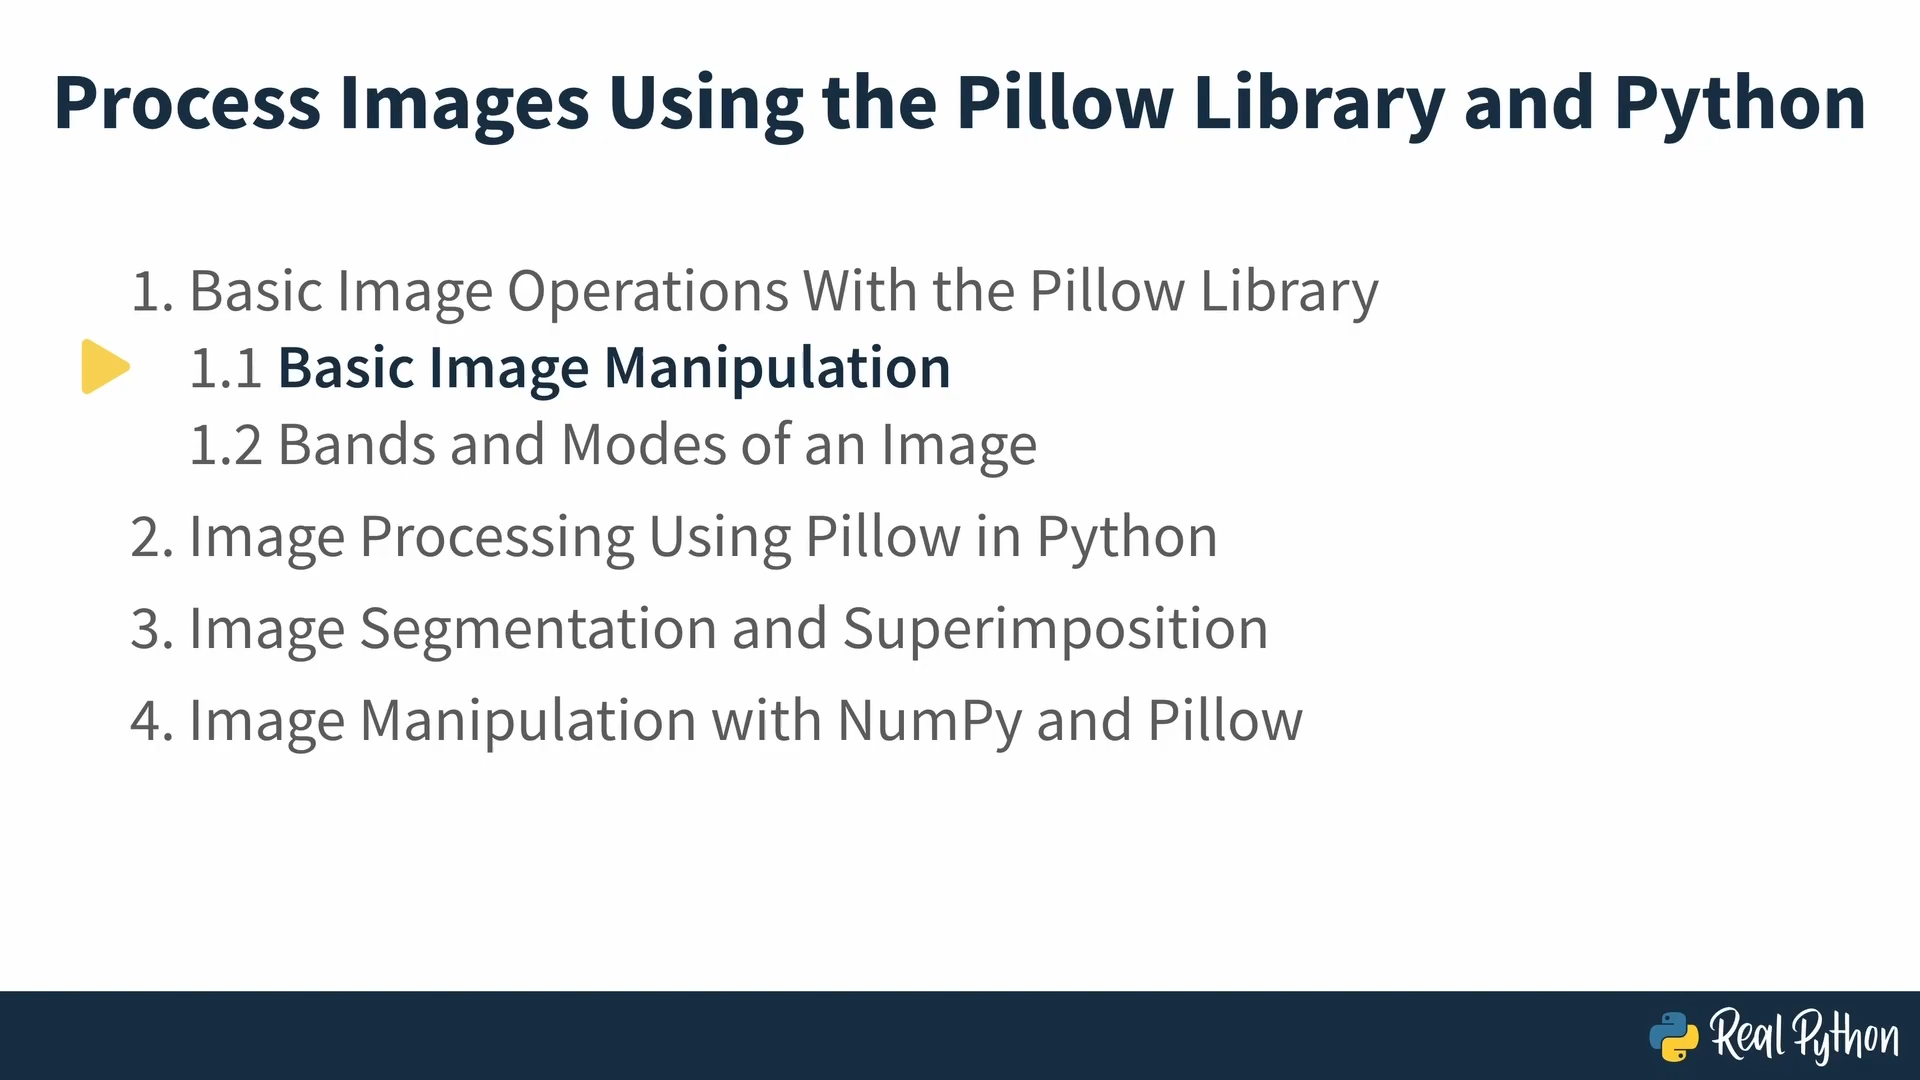 Process Images Using the Pillow Library and Python
1. Basic Image Operations With the Pillow Library
1.1 Basic Image Manipulation
1.2 Bands and Modes of an Image
2. Image Processing Using Pillow in Python
3. Image Segmentation and Superimposition
4. Image Manipulation with NumPy and Pillow
Real Python